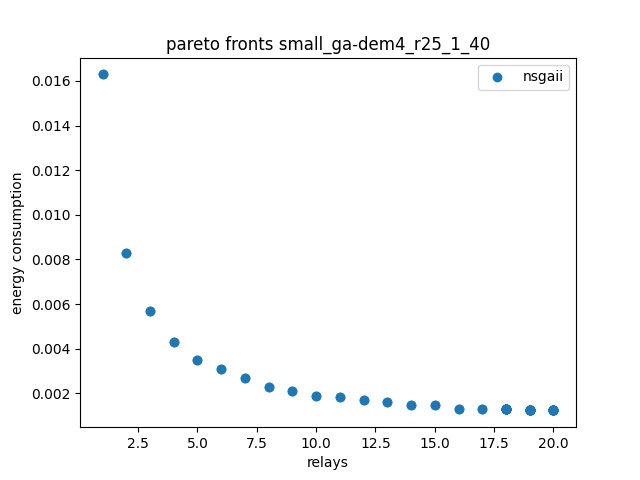 pareto fronts small_ga-dem4_r25_1_40
nsgaii
0.016
0.014
0.012
0.010
0.008
0.006
0.004
0.002
energy consumption
2.5 5.0 7.5 10.0 12.5 15.0 17.5 20.0
relays